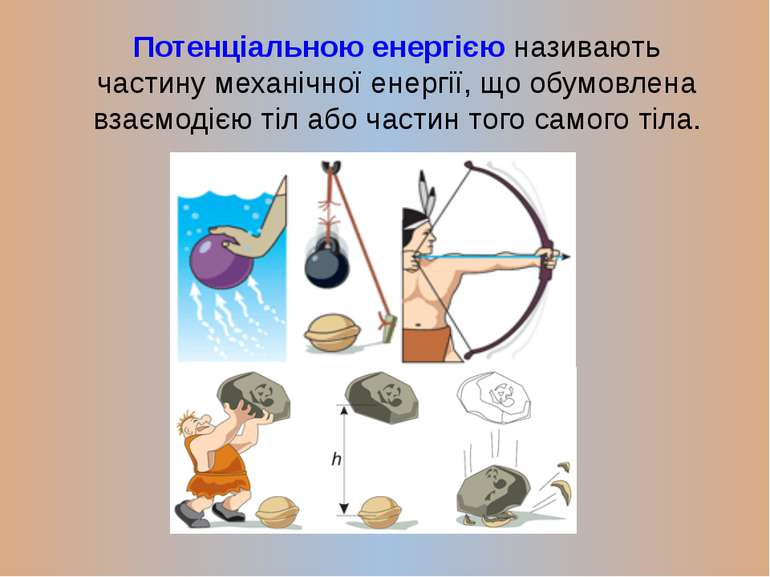 Потенціальною енергією називають
частину механічної енергії, що обумовлена
взаємодією тіл або частин того самого тіла.
h